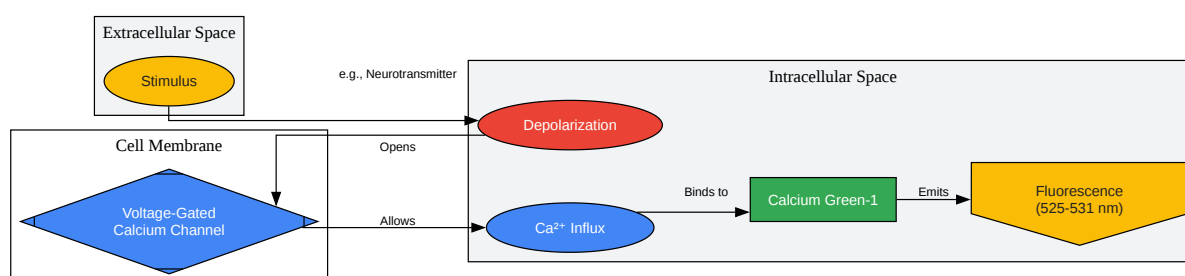 Extracellular Space
Stimulus
e.g., Neurotransmitter
Intracellular Space
Depolarization
Cell Membrane
Opens
Voltage-Gated
Calcium Channel
Allows
Ca²⁺ Influx
Binds to
Calcium Green-1
Emits
Fluorescence
(525-531 nm)